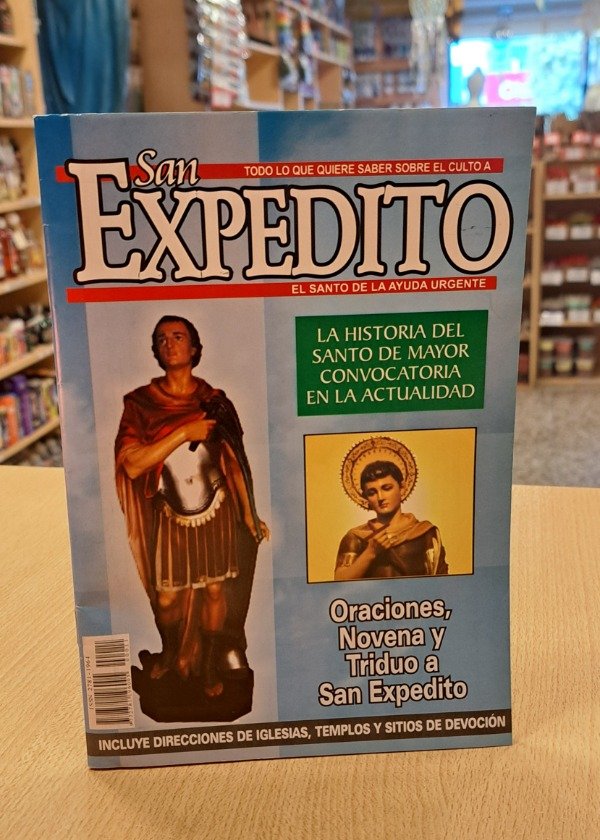 San
TODO LO QUE QUIERE SABER SOBRE EL CULTO A
EXPEDITO
EL SANTO DE LA AYUDA URGENTE
LA HISTORIA DEL
SANTO DE MAYOR
CONVOCATORIA
EN LA ACTUALIDAD
Oraciones,
Novena y
Triduo a
San Expedito
INCLUYE DIRECCIONES DE IGLESIAS, TEMPLOS Y SITIOS DE DEVOCIÓN